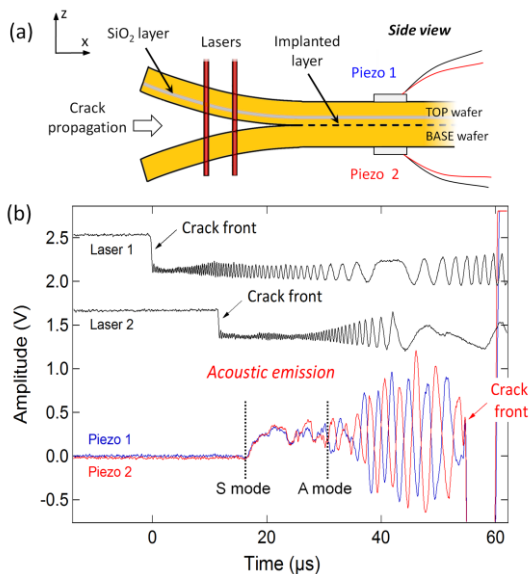 (a)
z
x
SiO₂ layer
Lasers
Implanted
layer
Side view
Piezo 1
Crack
propagation
TOP wafer
BASE wafer
Piezo 2
(b)
Crack front
Laser 1
Crack front
Laser 2
Acoustic emission
Crack
front
Piezo 1
Piezo 2
S mode
A mode
2.5
2.0
1.5
1.0
0.5
0.0
-0.5
Amplitude (V)
0
20
40
60
Time (µs)